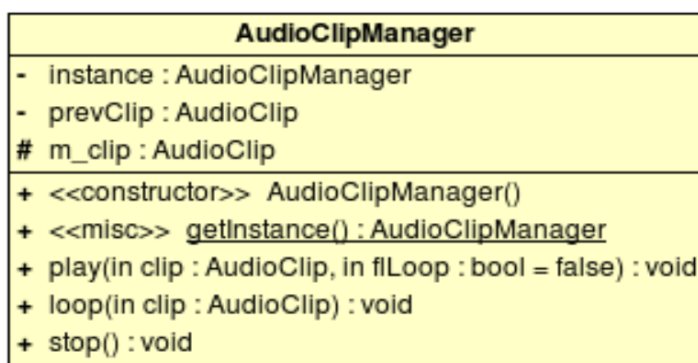 AudioClipManager
- instance : AudioClipManager
- prevClip : AudioClip
# m_clip : AudioClip
+ <<constructor>> AudioClipManager()
+ <<misc>> getInstance() : AudioClipManager
+ play(in clip : AudioClip, in flLoop : bool = false) : void
+ loop(in clip : AudioClip) : void
+ stop() : void